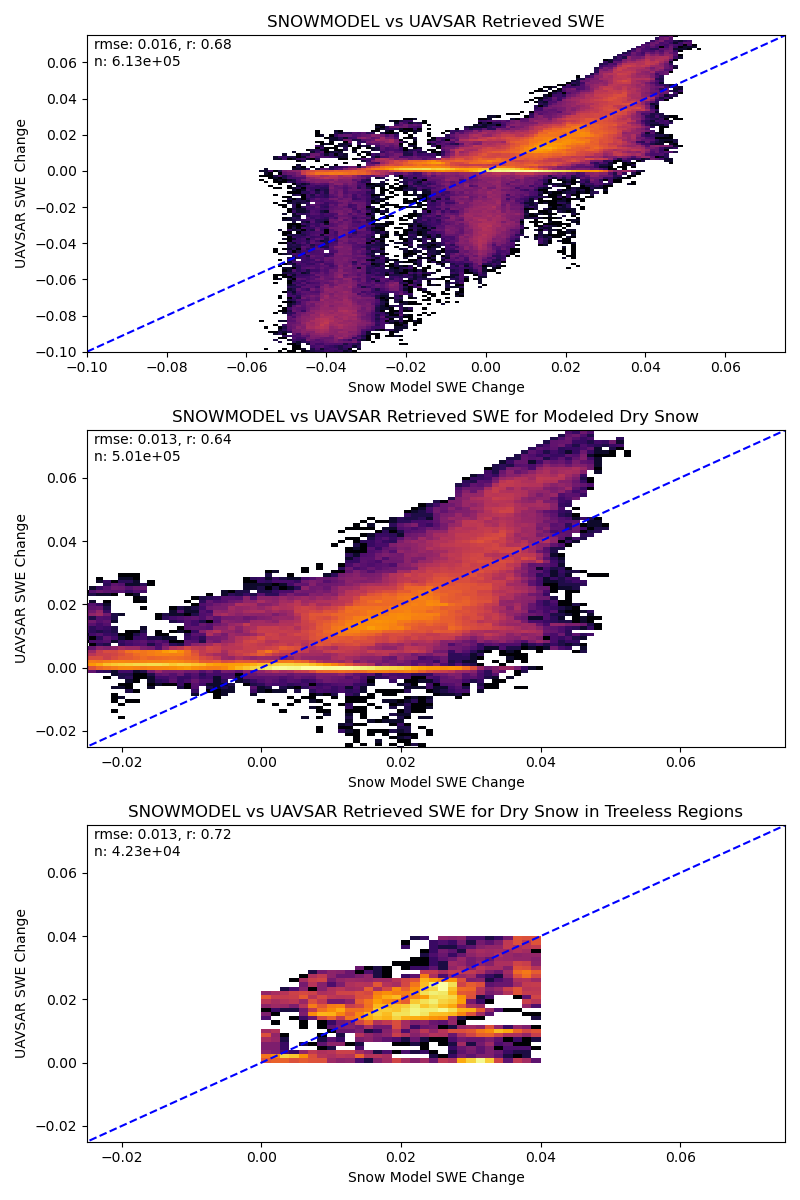 SNOWMODEL vs UAVSAR Retrieved SWE
rmse: 0.016, r: 0.68
n: 6.13e+05
0.06
0.04
0.02
0.00
−0.02
−0.04
−0.06
−0.08
−0.10
UAVSAR SWE Change
−0.10 −0.08 −0.06 −0.04 −0.02 0.00 0.02 0.04 0.06
Snow Model SWE Change
SNOWMODEL vs UAVSAR Retrieved SWE for Modeled Dry Snow
rmse: 0.013, r: 0.64
n: 5.01e+05
0.06
0.04
0.02
0.00
−0.02
UAVSAR SWE Change
−0.02 0.00 0.02 0.04 0.06
Snow Model SWE Change
SNOWMODEL vs UAVSAR Retrieved SWE for Dry Snow in Treeless Regions
rmse: 0.013, r: 0.72
n: 4.23e+04
0.06
0.04
0.02
0.00
−0.02
UAVSAR SWE Change
−0.02 0.00 0.02 0.04 0.06
Snow Model SWE Change